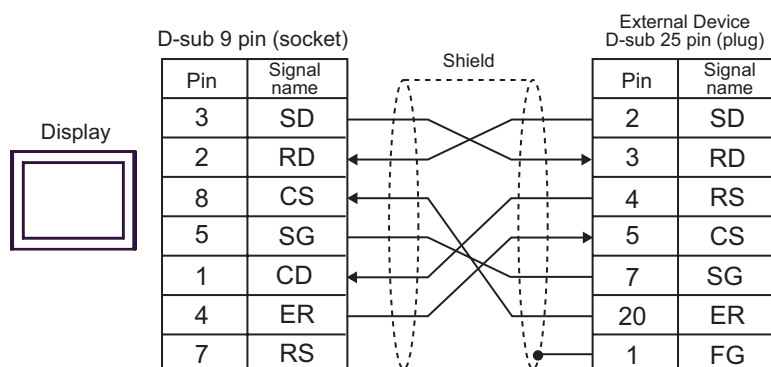 External Device
D-sub 9 pin (socket)
D-sub 25 pin (plug)
Shield
Pin Signal name
Pin Signal name
Display
3 SD
2 SD
2 RD
3 RD
8 CS
4 RS
5 SG
5 CS
1 CD
7 SG
4 ER
20 ER
7 RS
1 FG